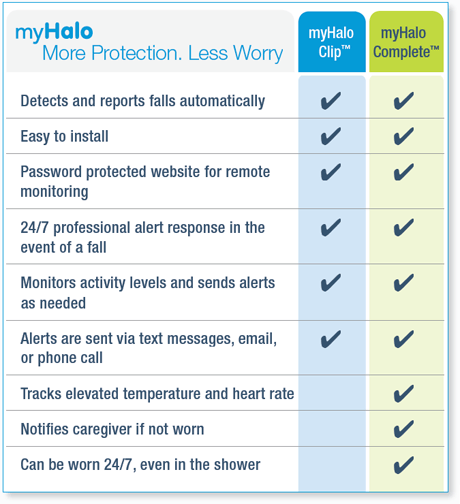 myHalo
More Protection. Less Worry
myHalo
Clip™
myHalo
Complete™
Detects and reports falls automatically
✔ ✔
Easy to install
✔ ✔
Password protected website for remote
monitoring
✔ ✔
24/7 professional alert response in the
event of a fall
✔ ✔
Monitors activity levels and sends alerts
as needed
✔ ✔
Alerts are sent via text messages, email,
or phone call
✔ ✔
Tracks elevated temperature and heart rate
✔
Notifies caregiver if not worn
✔
Can be worn 24/7, even in the shower
✔